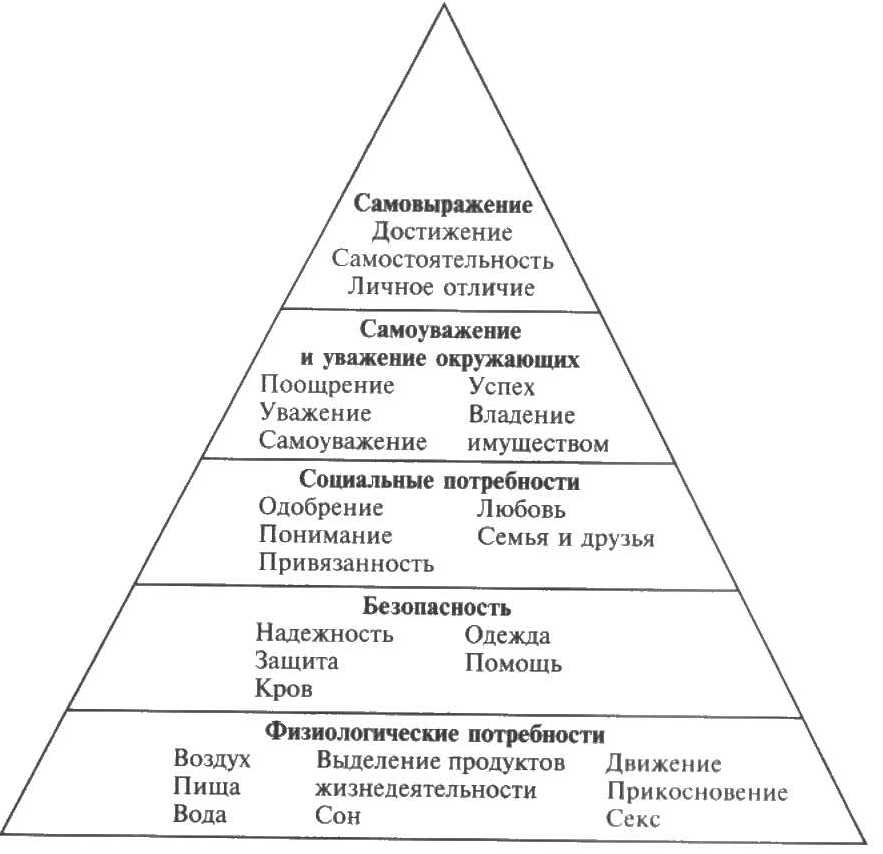 Самовыражение
Достижение
Самостоятельность
Личное отличие
Самоуважение
и уважение окружающих
Поощрение Успех
Уважение Владение
Самоуважение имуществом
Социальные потребности
Одобрение Любовь
Понимание Семья и друзья
Привязанность
Безопасность
Надежность Одежда
Защита Помощь
Кров
Физиологические потребности
Воздух Выделение продуктов Движение
Пища жизнедеятельности Прикосновение
Вода Сон Секс